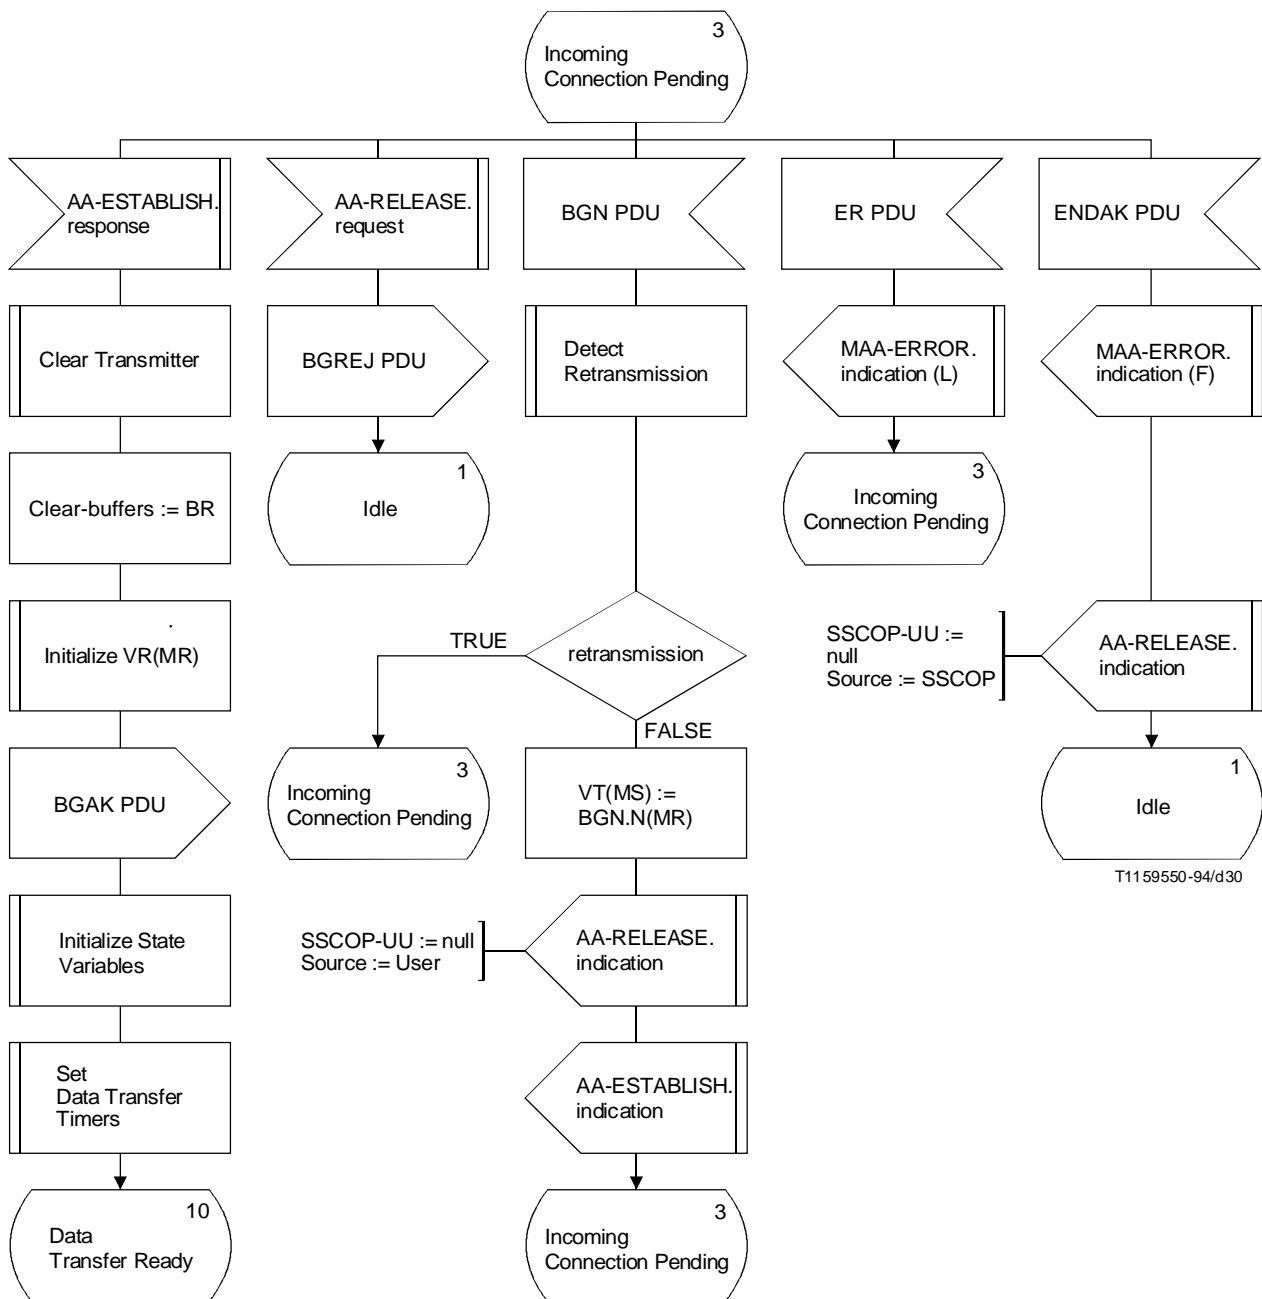 3
Incoming
Connection Pending
AA-ESTABLISH.
response
AA-RELEASE.
request
BGN PDU
ER PDU
ENDAK PDU
Clear Transmitter
BGREJ PDU
Detect
Retransmission
MAA-ERROR.
indication (L)
MAA-ERROR.
indication (F)
Clear-buffers := BR
1
Idle
3
Incoming
Connection Pending
Initialize VR(MR)
TRUE
retransmission
FALSE
SSCOP-UU :=
null
Source := SSCOP
AA-RELEASE.
indication
BGAK PDU
3
Incoming
Connection Pending
VT(MS) :=
BGN.N(MR)
1
Idle
T1159550-94/d30
Initialize State
Variables
SSCOP-UU := null
Source := User
AA-RELEASE.
indication
Set
Data Transfer
Timers
AA-ESTABLISH.
indication
10
Data
Transfer Ready
3
Incoming
Connection Pending